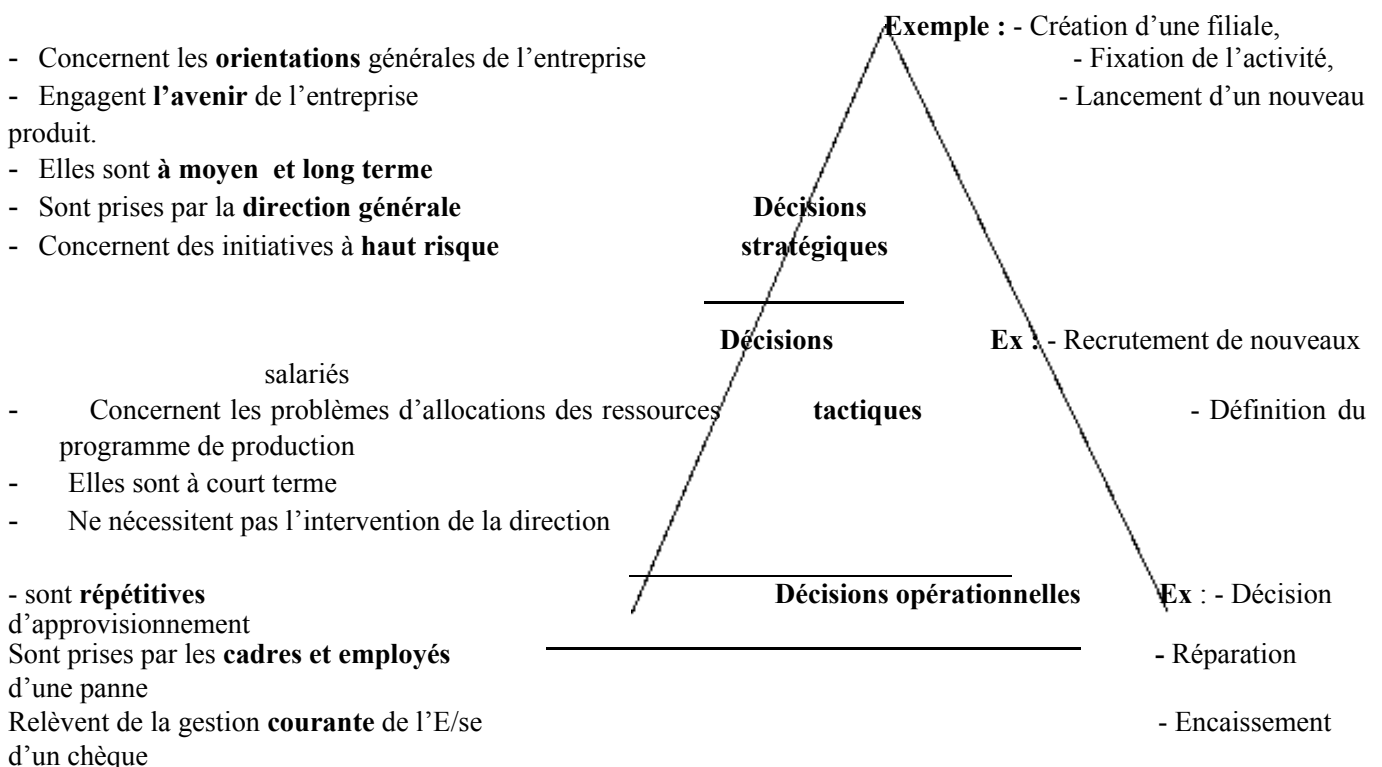 Exemple : - Création d’une filiale,
- Concernent les orientations générales de l’entreprise - Fixation de l’activité,
- Engagent l’avenir de l’entreprise - Lancement d’un nouveau
produit.
- Elles sont à moyen et long terme
- Sont prises par la direction générale Décisions
- Concernent des initiatives à haut risque stratégiques
Décisions Ex : - Recrutement de nouveaux
salariés
- Concernent les problèmes d’allocations des ressources tactiques - Définition du
programme de production
- Elles sont à court terme
- Ne nécessitent pas l’intervention de la direction
- sont répétitives Décisions opérationnelles Ex : - Décision
d’approvisionnement
Sont prises par les cadres et employés - Réparation
d’une panne
Relèvent de la gestion courante de l’E/se - Encaissement
d’un chèque